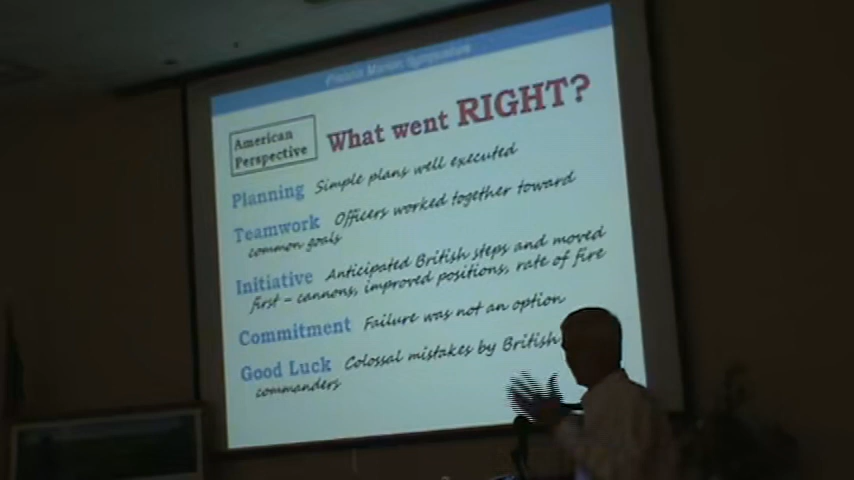 American
Perspective
What went RIGHT?
Planning Simple plans well executed
Teamwork Officers worked together toward
common goals
Initiative Anticipated British steps and moved
first – cannons, improved positions, rate of fire
Commitment Failure was not an option
Good Luck Colossal mistakes by British
commanders